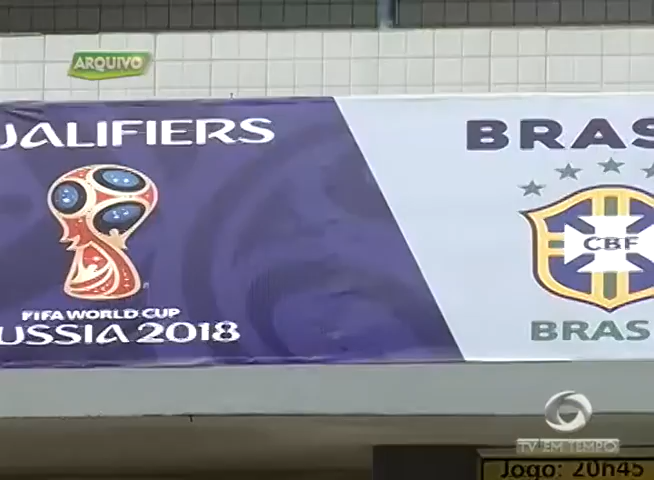 ARQUIVO
UALIFIERS
BRAS
CBF
FIFA WORLD CUP
USSIA 2018
BRAS
TV EM TEMPO
Jogo: 20h45